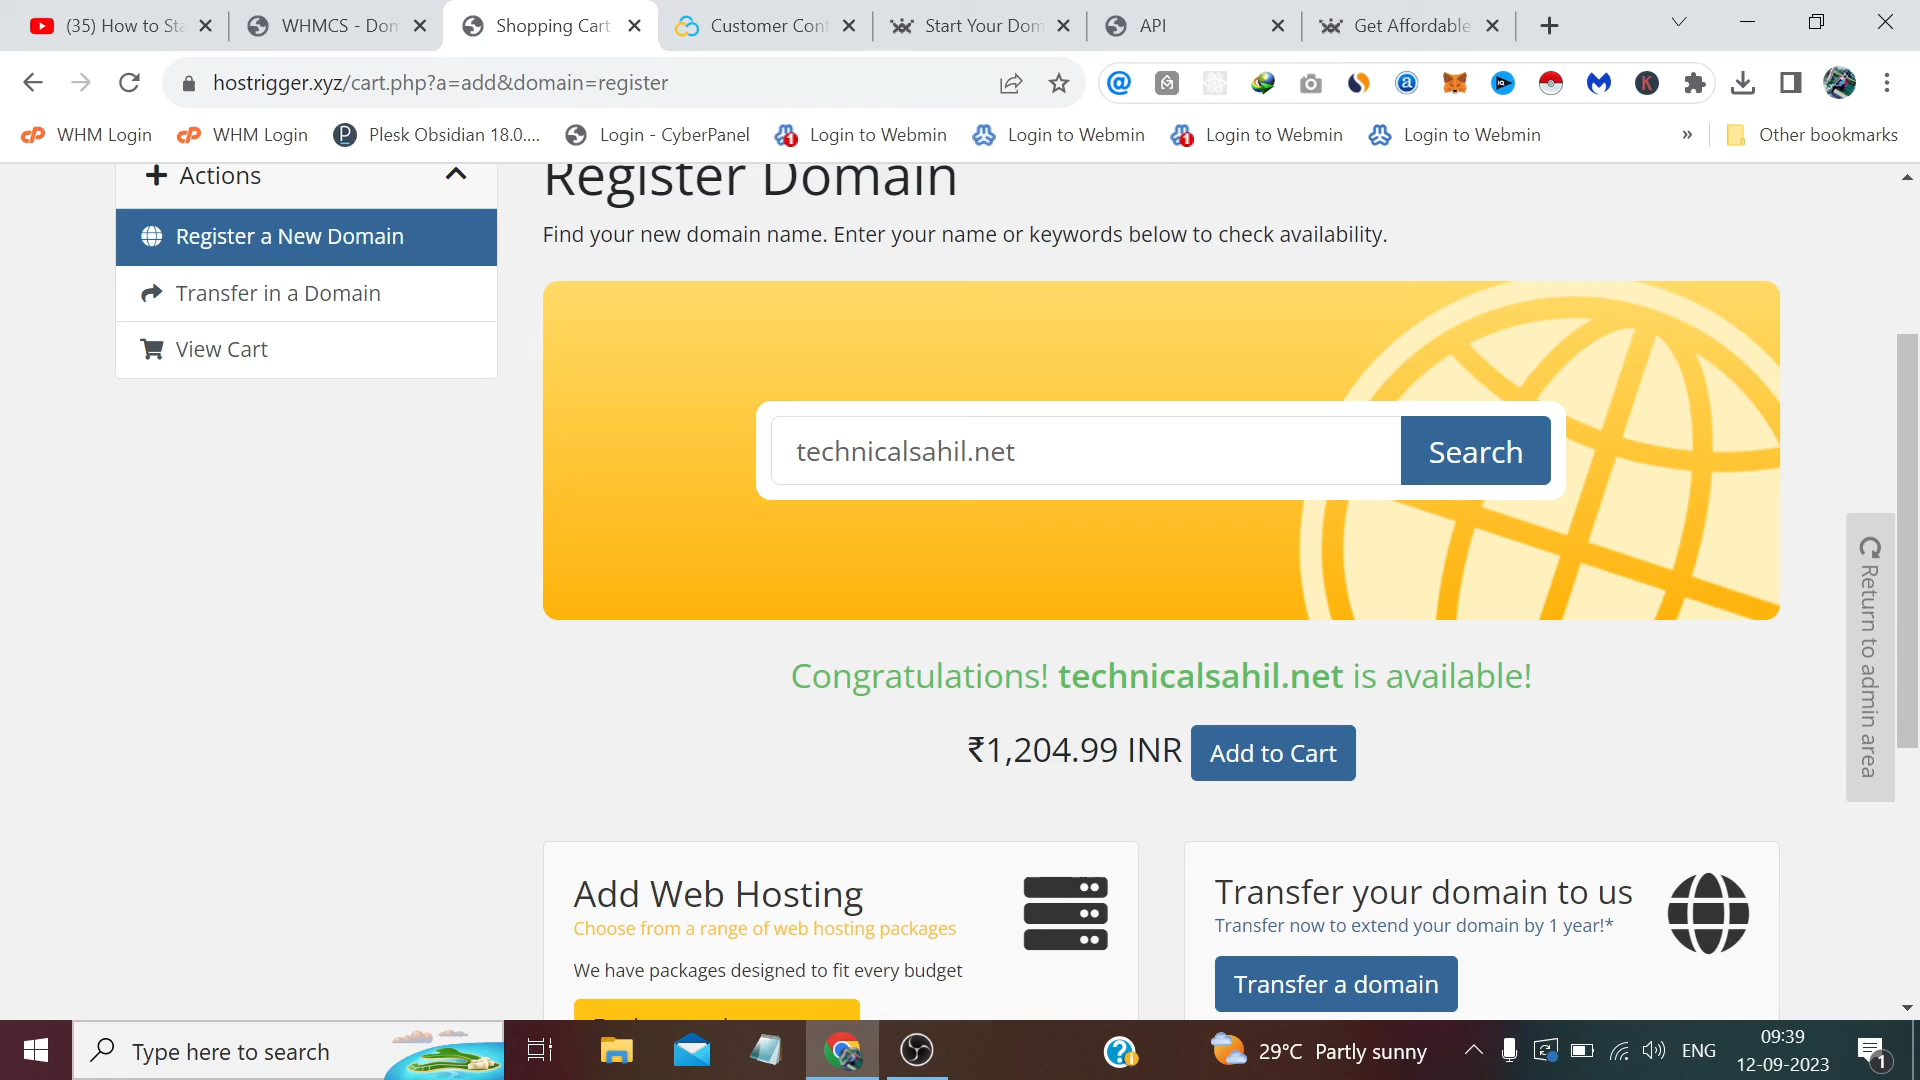 (35) How to Sta
WHMCS - Dom
Shopping Cart
Customer Cont
Start Your Dom
API
Get Affordable
hostrigger.xyz/cart.php?a=add&domain=register
WHM Login
WHM Login
Plesk Obsidian 18.0....
Login - CyberPanel
Login to Webmin
Login to Webmin
Login to Webmin
Login to Webmin
»
Other bookmarks
Actions
Register a New Domain
Transfer in a Domain
View Cart
Register Domain
Find your new domain name. Enter your name or keywords below to check availability.
technicalsahil.net
Search
Congratulations! technicalsahil.net is available!
₹1,204.99 INR
Add to Cart
Return to admin area
Add Web Hosting
Choose from a range of web hosting packages
We have packages designed to fit every budget
Transfer your domain to us
Transfer now to extend your domain by 1 year!*
Transfer a domain
Type here to search
29°C Partly sunny
ENG
09:39
12-09-2023
1